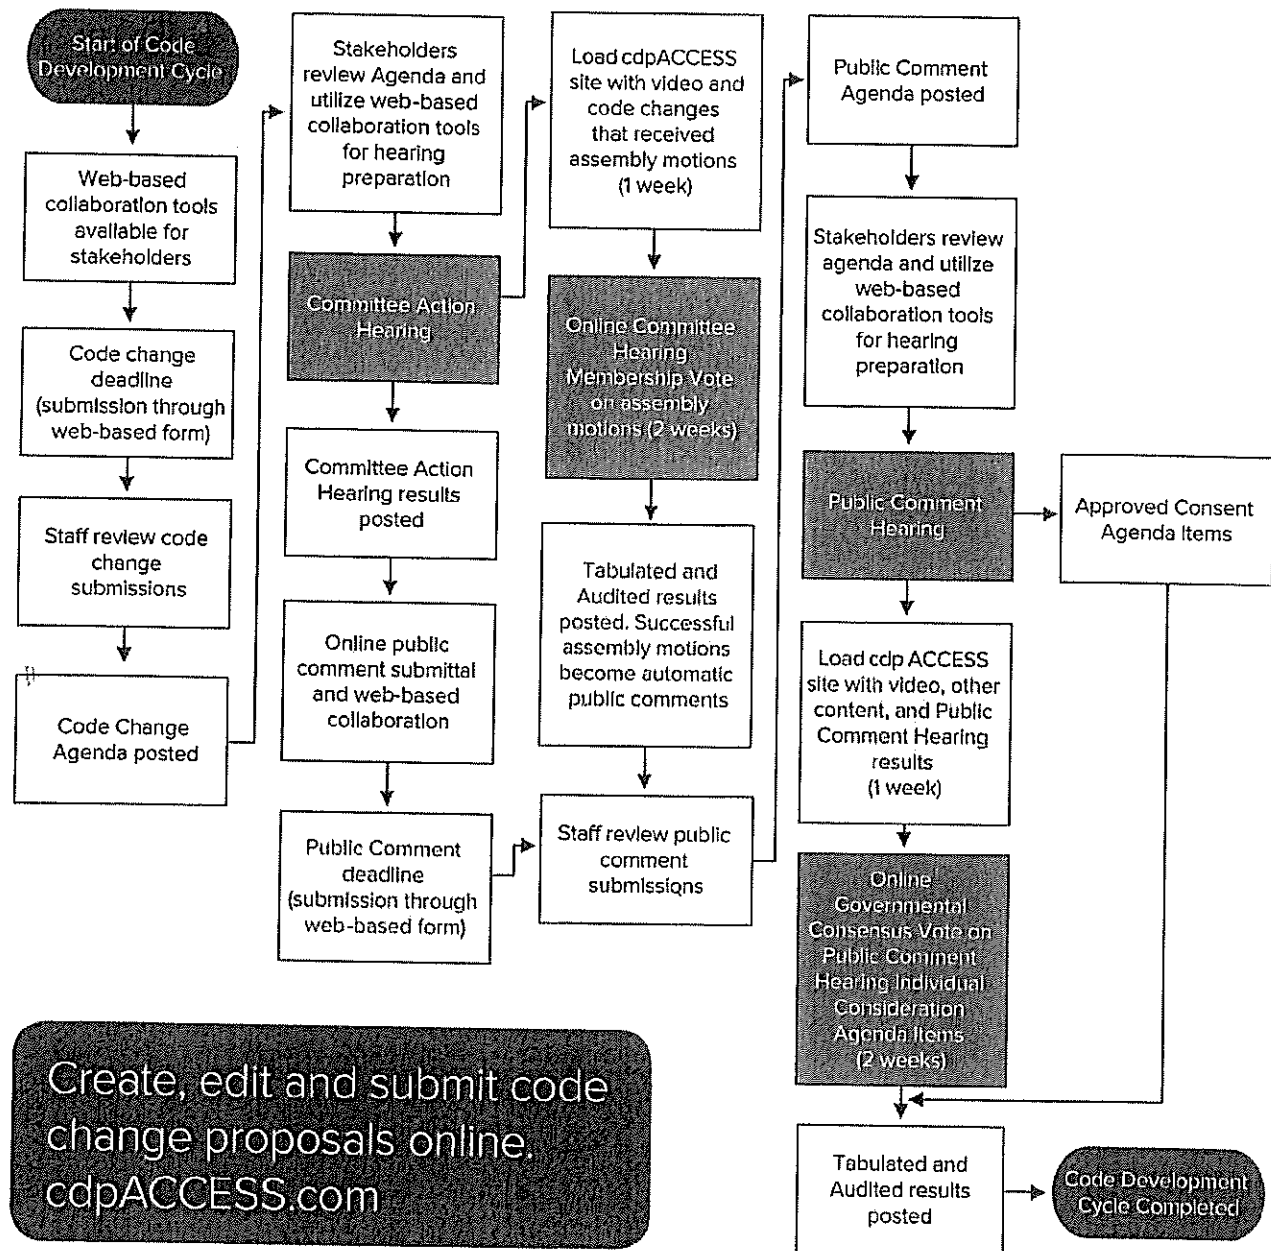 Start of Code
Development Cycle
Web-based
collaboration tools
available for
stakeholders
Code change
deadline
(submission through
web-based form)
Staff review code
change
submissions
Code Change
Agenda posted
Stakeholders
review Agenda and
utilize web-based
collaboration tools
for hearing
preparation
Committee Action
Hearing
Committee Action
Hearing results
posted
Online public
comment submittal
and web-based
collaboration
Public Comment
deadline
(submission through
web-based form)
Load cdpACCESS
site with video and
code changes
that received
assembly motions
(1 week)
Online Committee
Hearing
Membership Vote
on assembly
motions (2 weeks)
Tabulated and
Audited results
posted. Successful
assembly motions
become automatic
public comments
Staff review public
comment
submissions
Public Comment
Agenda posted
Stakeholders review
agenda and utilize
web-based
collaboration tools
for hearing
preparation
Public Comment
Hearing
Approved Consent
Agenda Items
Load cdp ACCESS
site with video, other
content, and Public
Comment Hearing
results
(1 week)
Online
Governmental
Consensus Vote on
Public Comment
Hearing Individual
Consideration
Agenda Items
(2 weeks)
Tabulated and
Audited results
posted
Code Development
Cycle Completed
Create, edit and submit code
change proposals online.
cdpACCESS.com